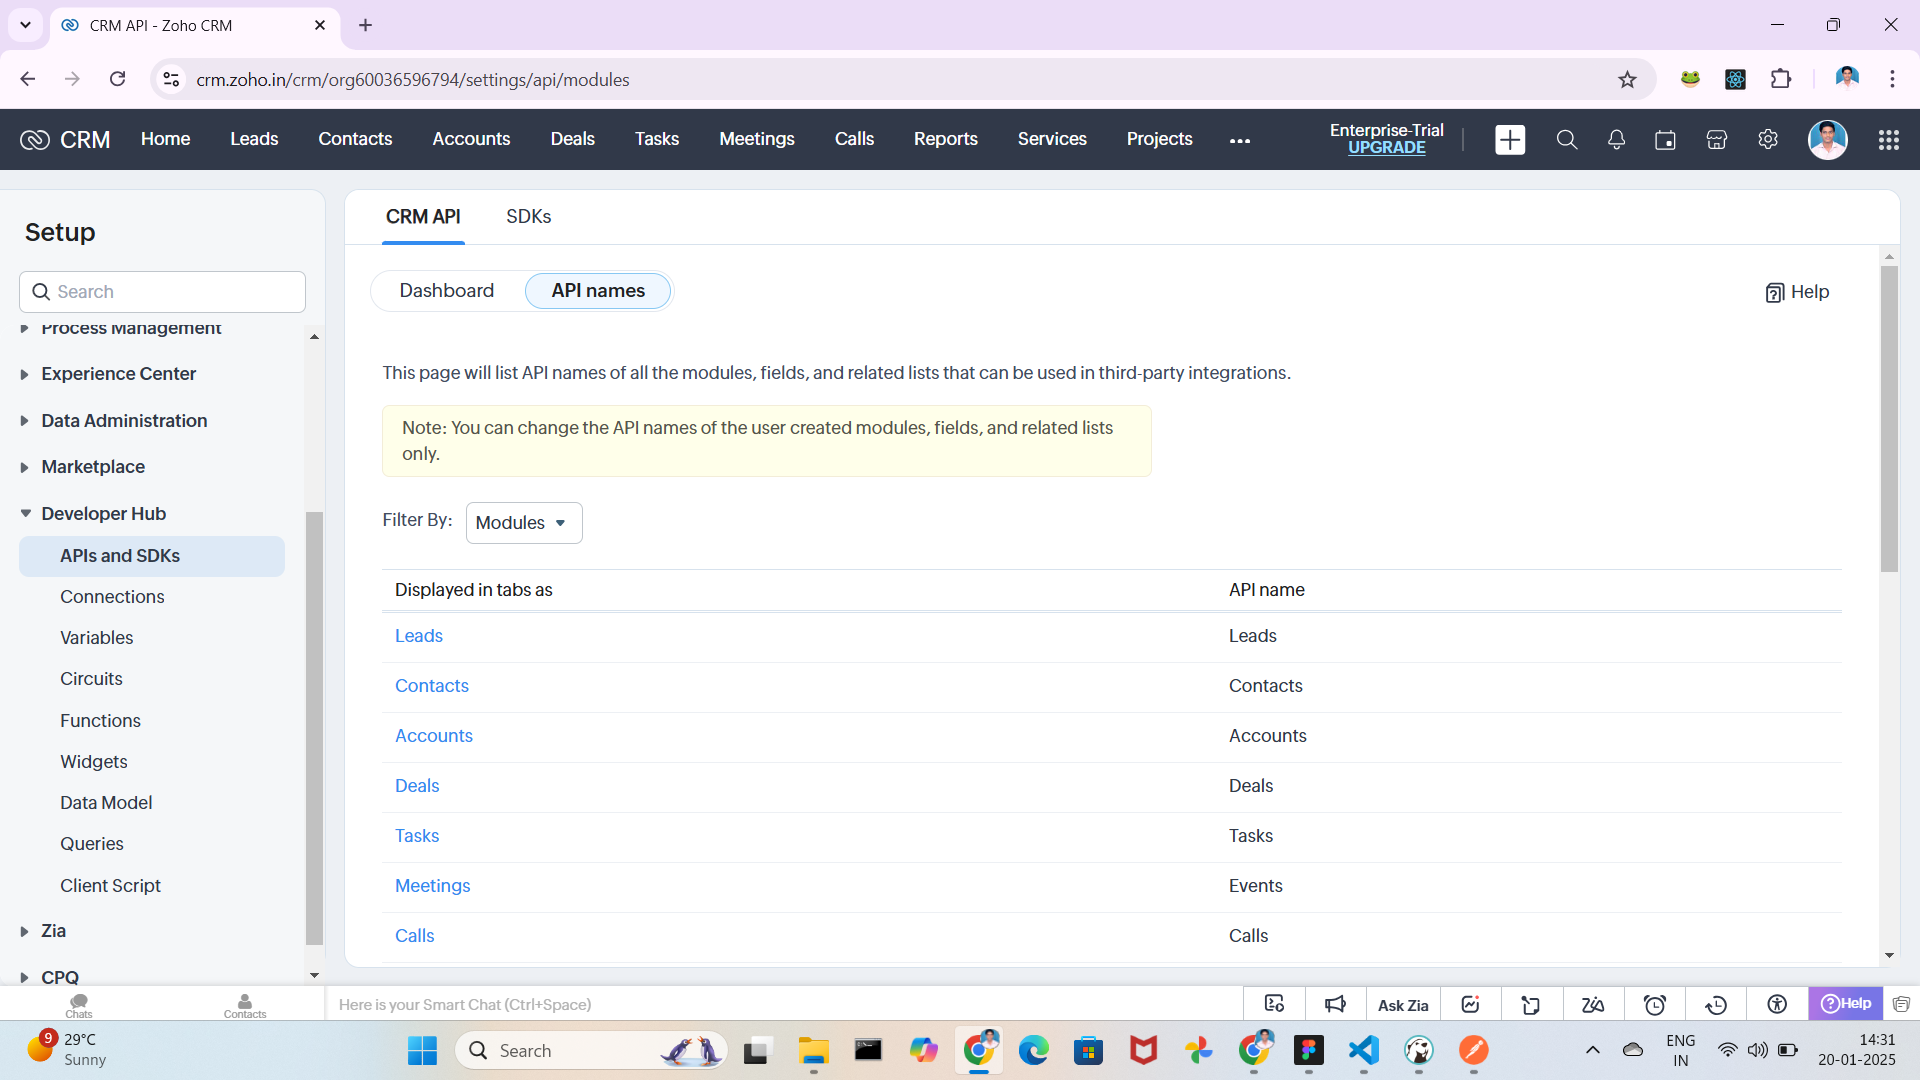 CRM API - Zoho CRM
crm.zoho.in/crm/org60036596794/settings/api/modules
CRM Home Leads Contacts Accounts Deals Tasks Meetings Calls Reports Services Projects ... Enterprise-Trial
UPGRADE
Setup
Search
Process Management
Experience Center
Data Administration
Marketplace
Developer Hub
APIs and SDKs
Connections
Variables
Circuits
Functions
Widgets
Data Model
Queries
Client Script
Zia
CPQ
CRM API SDKs
Dashboard API names
Help
This page will list API names of all the modules, fields, and related lists that can be used in third-party integrations.
Note: You can change the API names of the user created modules, fields, and related lists
only.
Filter By: Modules
Displayed in tabs as API name
Leads Leads
Contacts Contacts
Accounts Accounts
Deals Deals
Tasks Tasks
Meetings Events
Calls Calls
Chats Contacts
Here is your Smart Chat (Ctrl+Space)
Ask Zia
Help
9
29°C
Sunny
Search
ENG
IN
14:31
20-01-2025